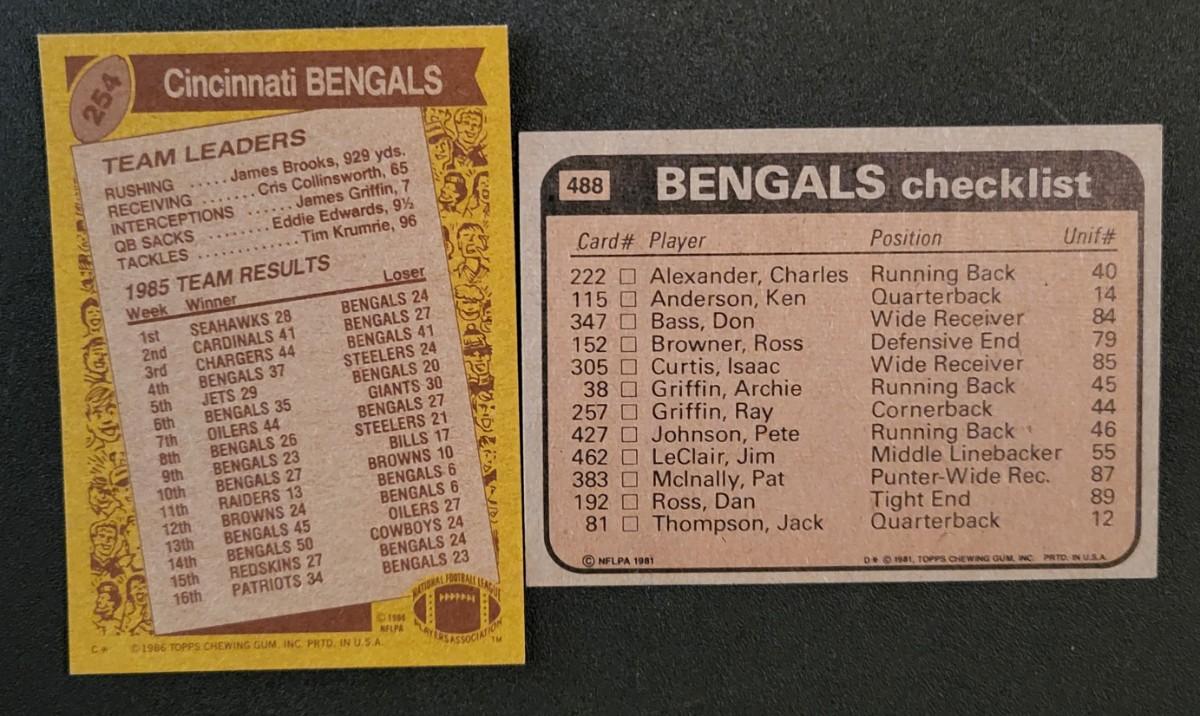 254
Cincinnati BENGALS
TEAM LEADERS
RUSHING ..... James Brooks, 929 yds.
RECEIVING ..... Cris Collinsworth, 65
INTERCEPTIONS ...... James Griffin, 7
QB SACKS ........ Eddie Edwards, 9½
TACKLES ............ Tim Krumrie, 96
1985 TEAM RESULTS
Week Winner Loser
1st SEAHAWKS 28 BENGALS 24
2nd CARDINALS 41 BENGALS 27
3rd CHARGERS 44 BENGALS 41
4th BENGALS 37 STEELERS 24
5th JETS 29 BENGALS 20
6th BENGALS 35 GIANTS 30
7th OILERS 44 BENGALS 27
8th BENGALS 26 STEELERS 21
9th BENGALS 23 BILLS 17
10th BENGALS 27 BROWNS 10
11th RAIDERS 13 BENGALS 6
12th BROWNS 24 BENGALS 6
13th BENGALS 45 OILERS 27
14th BENGALS 50 COWBOYS 24
15th REDSKINS 27 BENGALS 24
16th PATRIOTS 34 BENGALS 23
© 1986
NFLPA
NATIONAL FOOTBALL LEAGUE
PLAYERS ASSOCIATION
TM
C* © 1986 TOPPS CHEWING GUM, INC. PRTD. IN U.S.A.
488 BENGALS checklist
Card# Player Position Unif#
222 □ Alexander, Charles Running Back 40
115 □ Anderson, Ken Quarterback 14
347 □ Bass, Don Wide Receiver 84
152 □ Browner, Ross Defensive End 79
305 □ Curtis, Isaac Wide Receiver 85
38 □ Griffin, Archie Running Back 45
257 □ Griffin, Ray Cornerback 44
427 □ Johnson, Pete Running Back 46
462 □ LeClair, Jim Middle Linebacker 55
383 □ McInally, Pat Punter-Wide Rec. 87
192 □ Ross, Dan Tight End 89
81 □ Thompson, Jack Quarterback 12
© NFLPA 1981 D* © 1981, TOPPS CHEWING GUM, INC. PRTD. IN U.S.A.